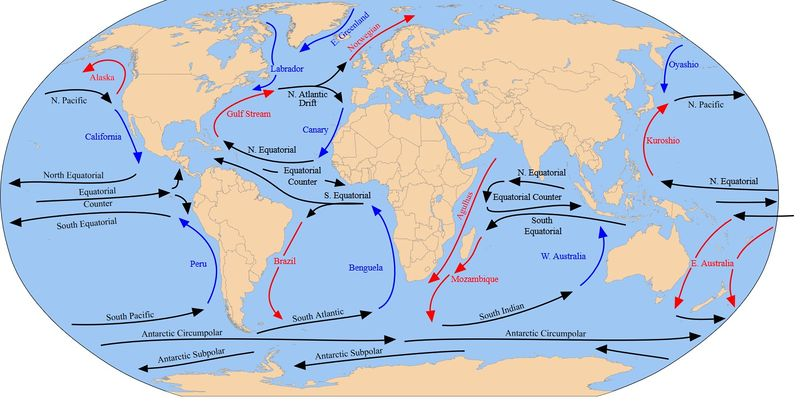 E. Greenland
Norwegian
Labrador
Oyashio
Alaska
N. Pacific
N. Atlantic
Drift
N. Pacific
Gulf Stream
California
Canary
Kuroshio
N. Equatorial
North Equatorial
Equatorial
Counter
N. Equatorial
N. Equatorial
Equatorial
Counter
S. Equatorial
Equatorial Counter
Agulhas
South Equatorial
South
Equatorial
Peru
Brazil
Benguela
Mozambique
W. Australia
E. Australia
South Pacific
South Atlantic
South Indian
Antarctic Circumpolar
Antarctic Circumpolar
Antarctic Subpolar
Antarctic Subpolar